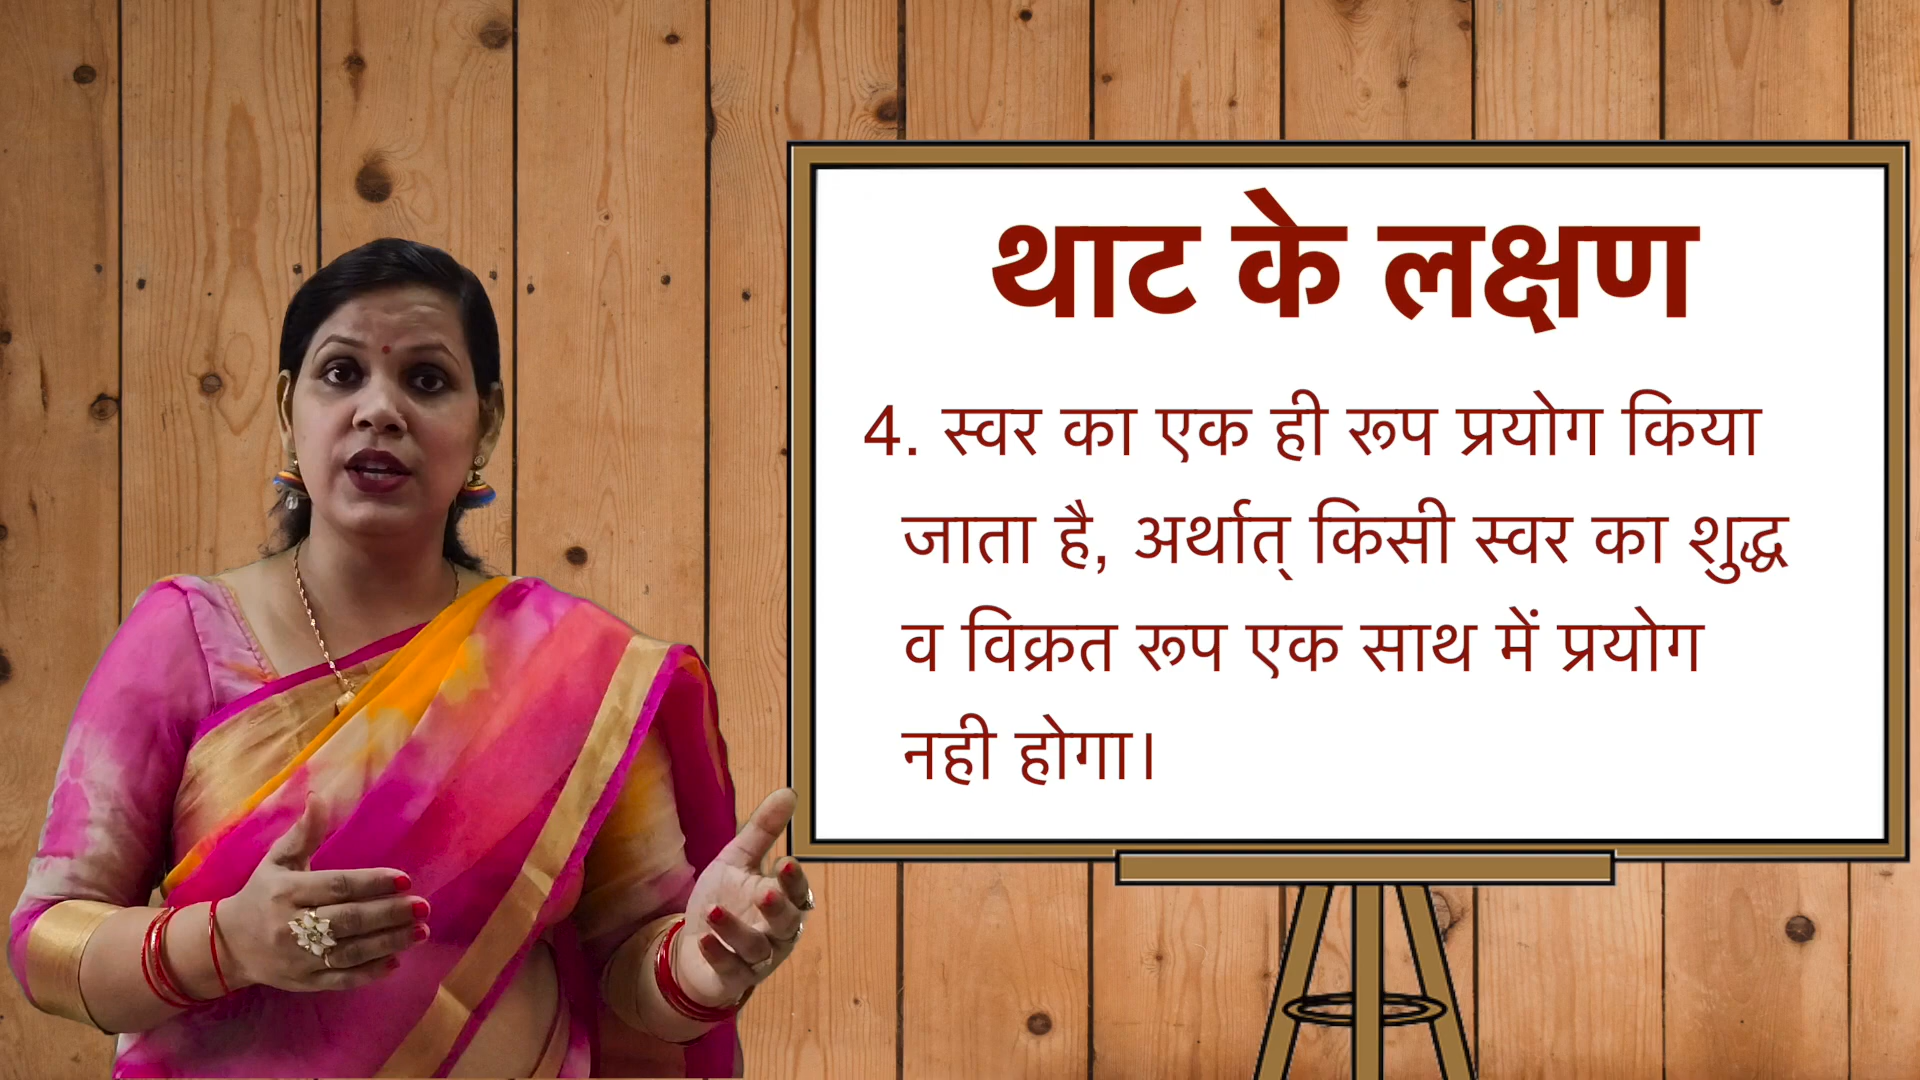 थाट के लक्षण
4. स्वर का एक ही रूप प्रयोग किया
जाता है, अर्थात् किसी स्वर का शुद्ध
व विक्रत रूप एक साथ में प्रयोग
नही होगा।